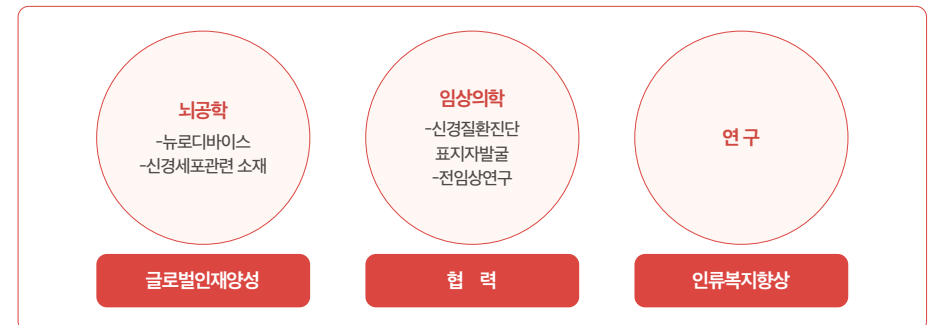 뇌공학
-뉴로디바이스
-신경세포관련 소재
임상의학
-신경질환진단
표지자발굴
-전임상연구
연 구
글로벌인재양성
협 력
인류복지향상